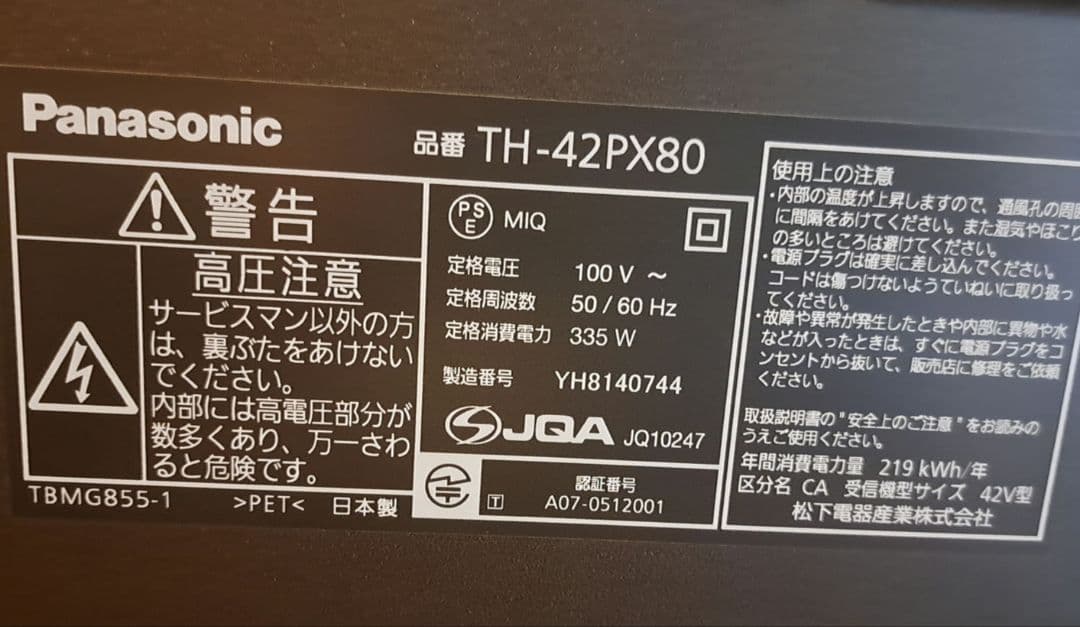 Panasonic
品番 TH-42PX80
警告
高圧注意
サービスマン以外の方
は、裏ぶたをあけない
でください。
内部には高電圧部分が
数多くあり、万一さわ
ると危険です。
TBMG855-1 >PET< 日本製
PSE MIQ
定格電圧 100 V ~
定格周波数 50 / 60 Hz
定格消費電力 335 W
製造番号 YH8140744
JQA JQ10247
T 認証番号
A07-0512001
使用上の注意
・内部の温度が上昇しますので、通風孔の周囲
に間隔をあけてください。また湿気やほこり
の多いところは避けてください。
・電源プラグは確実に差し込んでください。
コードは傷つけないようていねいに取り扱っ
てください。
・故障や異常が発生したときや内部に異物や水
などが入ったときは、すぐに電源プラグをコ
ンセントから抜いて、販売店に修理をご依頼
ください。
取扱説明書の"安全上のご注意"をお読みの
うえご使用ください。
年間消費電力量 219 kWh/年
区分名 CA 受信機型サイズ 42V型
松下電器産業株式会社